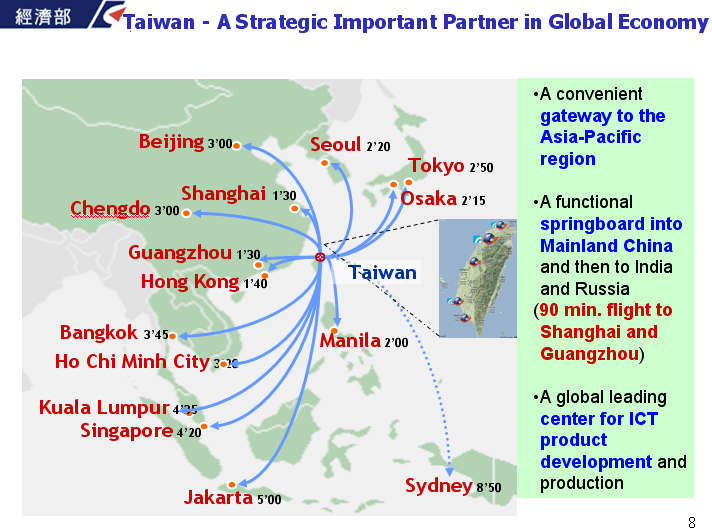 經濟部
Taiwan - A Strategic Important Partner in Global Economy
Beijing 3’00
Seoul 2’20
Tokyo 2’50
Shanghai 1’30
Osaka 2’15
Chengdo 3’00
Guangzhou 1’30
Hong Kong 1’40
Taiwan
Bangkok 3’45
Manila 2’00
Ho Chi Minh City
Kuala Lumpur
Singapore 4’20
Jakarta 5’00
Sydney 8’50
•A convenient
gateway to the
Asia-Pacific
region
•A functional
springboard into
Mainland China
and then to India
and Russia
(90 min. flight to
Shanghai and
Guangzhou)
•A global leading
center for ICT
product
development and
production
8